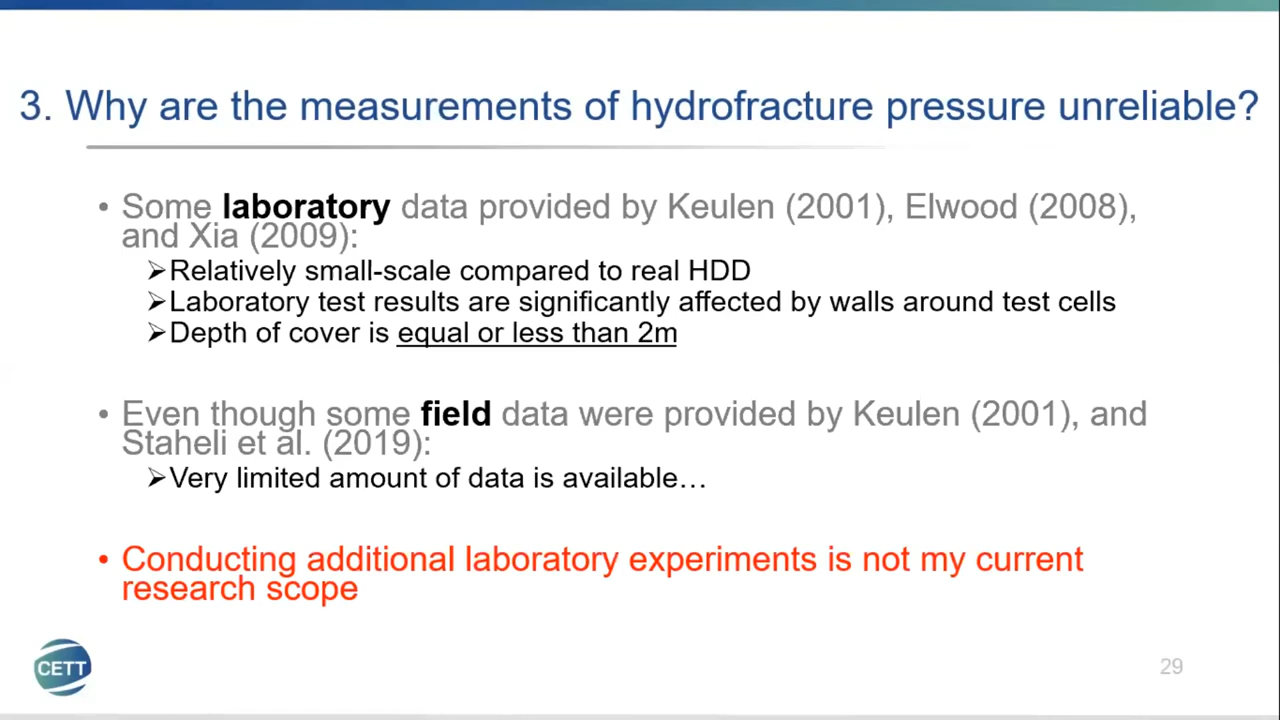 3. Why are the measurements of hydrofracture pressure unreliable?
• Some laboratory data provided by Keulen (2001), Elwood (2008),
and Xia (2009):
➢Relatively small-scale compared to real HDD
➢Laboratory test results are significantly affected by walls around test cells
➢Depth of cover is equal or less than 2m
• Even though some field data were provided by Keulen (2001), and
Staheli et al. (2019):
➢Very limited amount of data is available…
• Conducting additional laboratory experiments is not my current
research scope
CETT
29